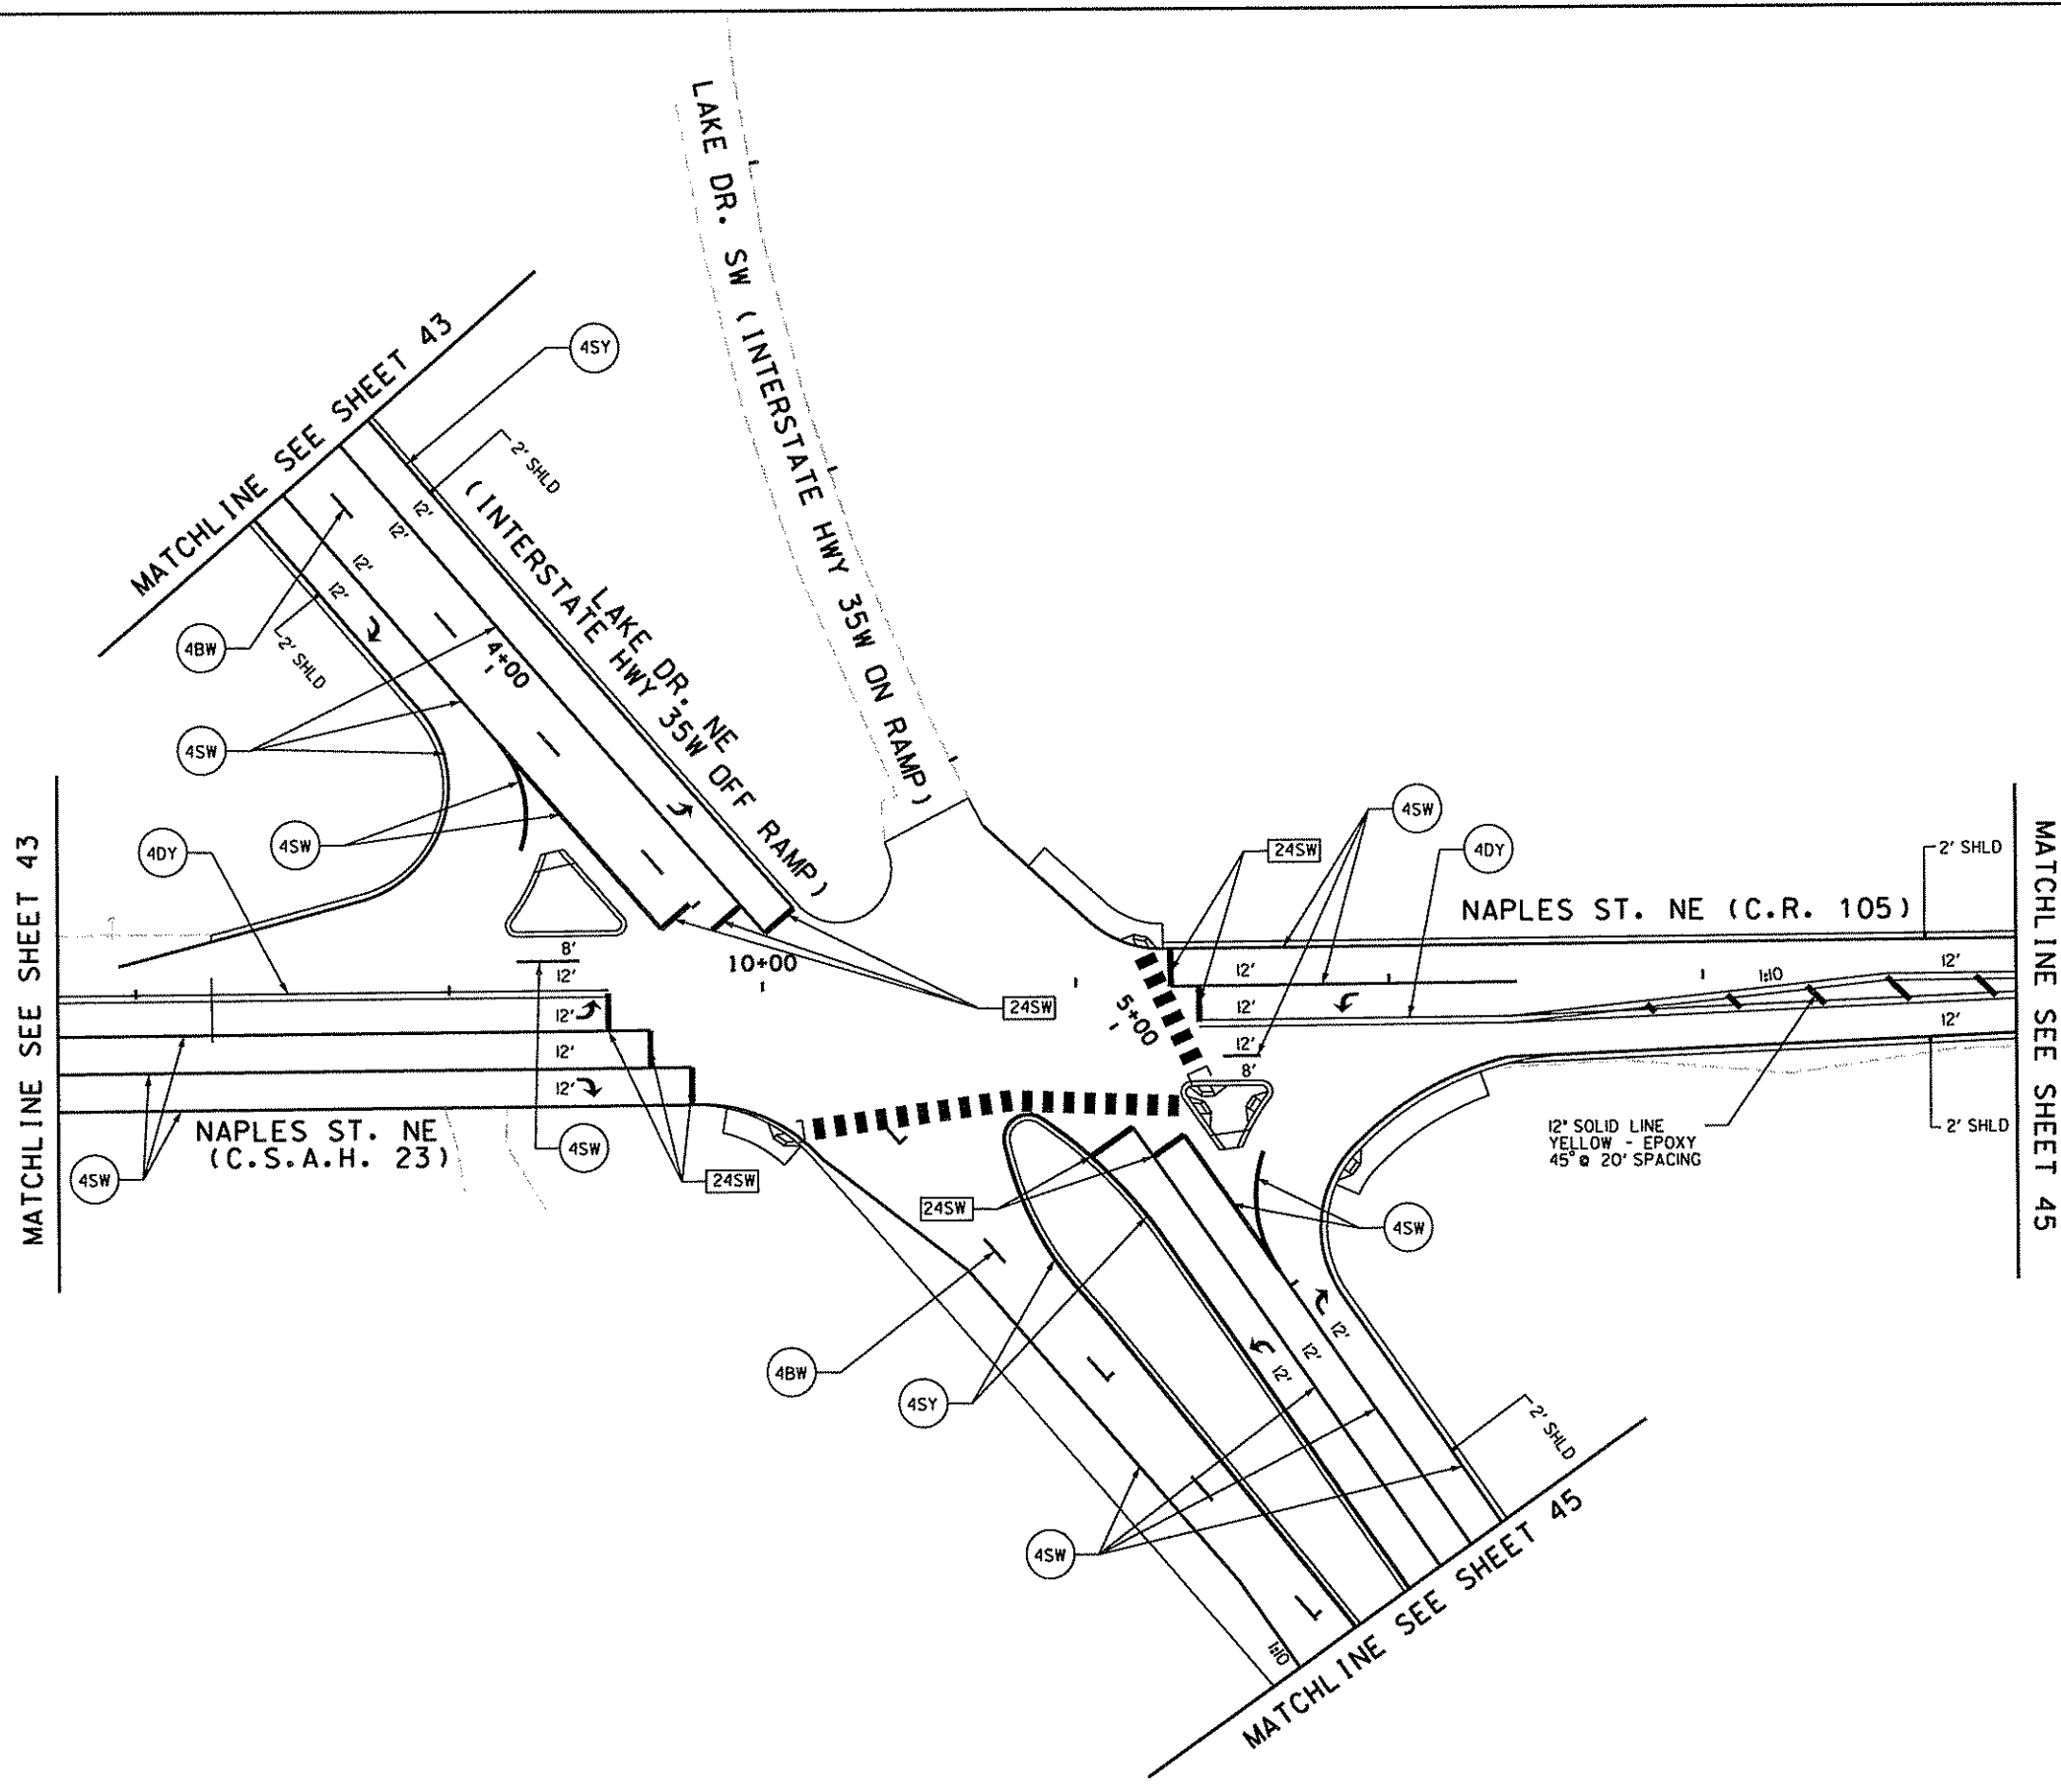 LAKE DR. SW (INTERSTATE HWY 35W ON RAMP)
MATCHLINE SEE SHEET 43
4SY
2' SHLD
12'
12'
12'
12'
2' SHLD
4BW
LAKE DR. NE
(INTERSTATE HWY 35W OFF RAMP)
4+00
4SW
4SW
4DY
MATCHLINE SEE SHEET 43
8'
12'
12'
12'
12'
10+00
24SW
NAPLES ST. NE
(C.S.A.H. 23)
4SW
4SW
24SW
4SW
24SW
4DY
2' SHLD
NAPLES ST. NE (C.R. 105)
12'
12'
12'
8'
1:10
12'
12'
5+00
MATCHLINE SEE SHEET 45
12" SOLID LINE
YELLOW - EPOXY
45° @ 20' SPACING
2' SHLD
24SW
4SW
4BW
4SY
12'
12'
12'
2' SHLD
4SW
1:10
MATCHLINE SEE SHEET 45